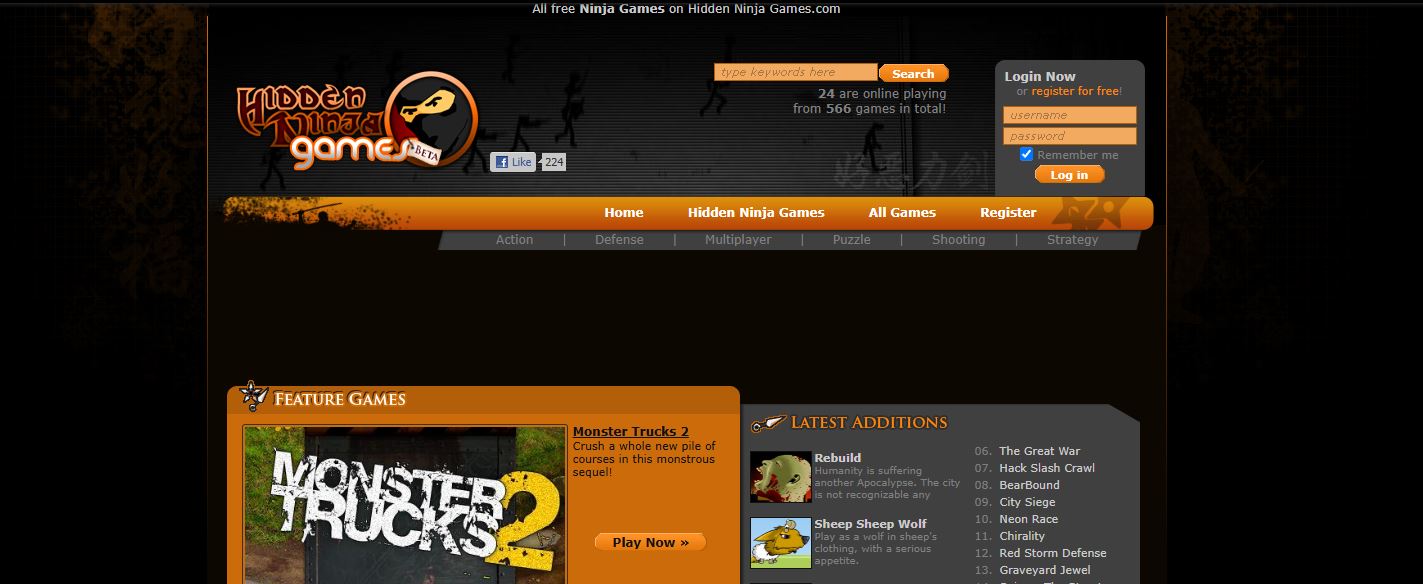 All free Ninja Games on Hidden Ninja Games.com
Hidden
Ninja
games
BETA
Like 224
type keywords here Search
24 are online playing
from 566 games in total!
Login Now
or register for free!
username
password
Remember me
Log in
Home Hidden Ninja Games All Games Register
Action | Defense | Multiplayer | Puzzle | Shooting | Strategy
Feature Games
MONSTER
TRUCKS 2
Monster Trucks 2
Crush a whole new pile of
courses in this monstrous
sequel!
Play Now »
Latest Additions
Rebuild
Humanity is suffering
another Apocalypse. The city
is not recognizable any
Sheep Sheep Wolf
Play as a wolf in sheep's
clothing, with a serious
appetite.
06. The Great War
07. Hack Slash Crawl
08. BearBound
09. City Siege
10. Neon Race
11. Chirality
12. Red Storm Defense
13. Graveyard Jewel